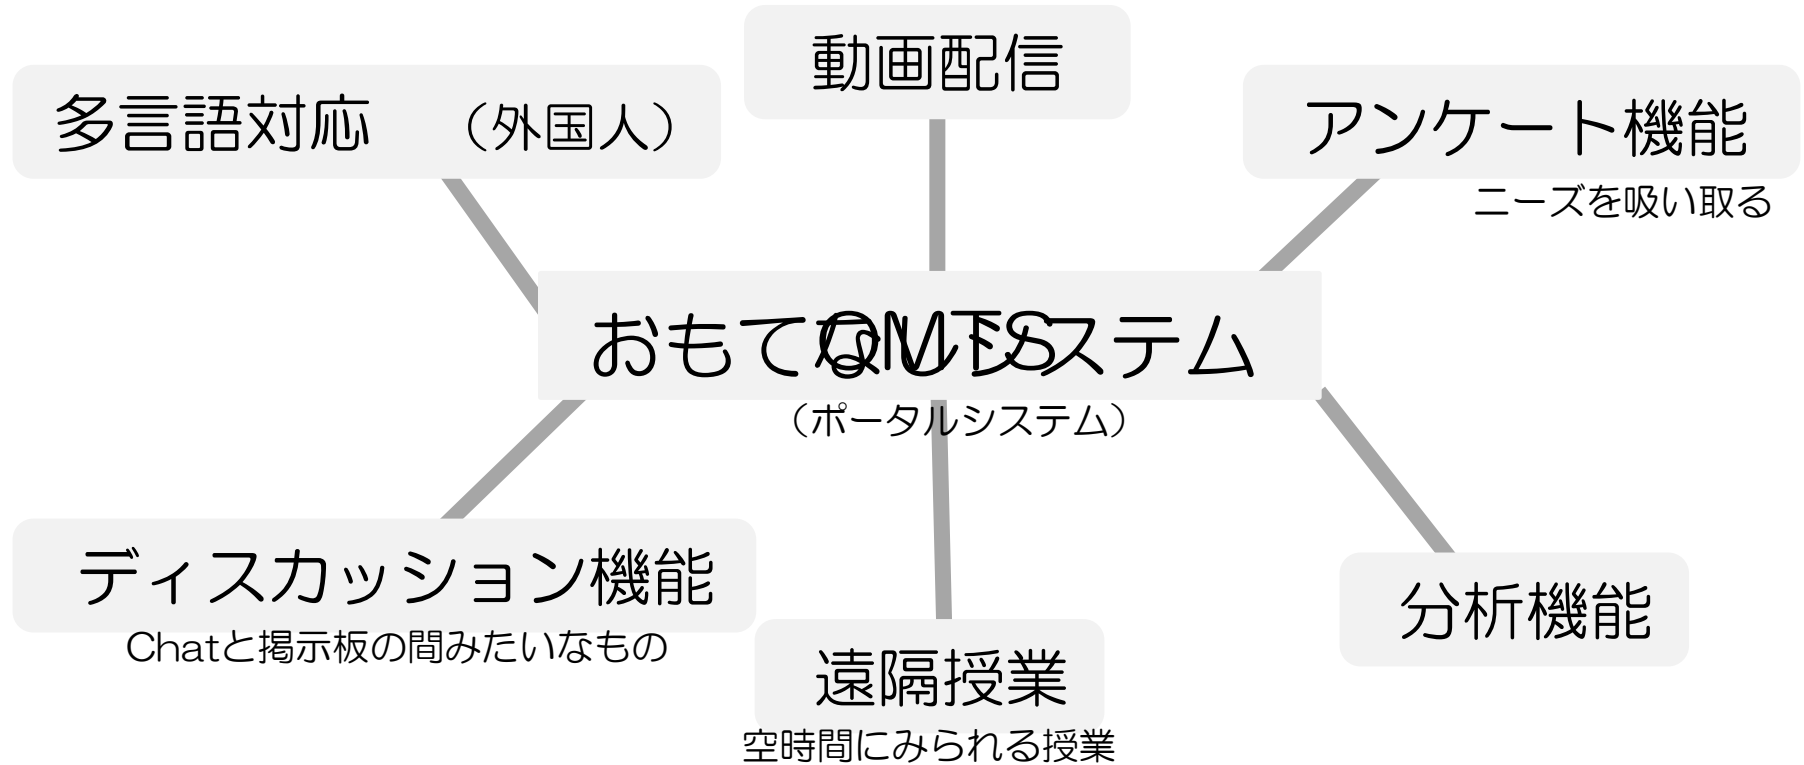 動画配信
多言語対応 （外国人）
アンケート機能
ニーズを吸い取る
おもてなしシステム
OMTS
（ポータルシステム）
ディスカッション機能
Chatと掲示板の間みたいなもの
分析機能
遠隔授業
空時間にみられる授業